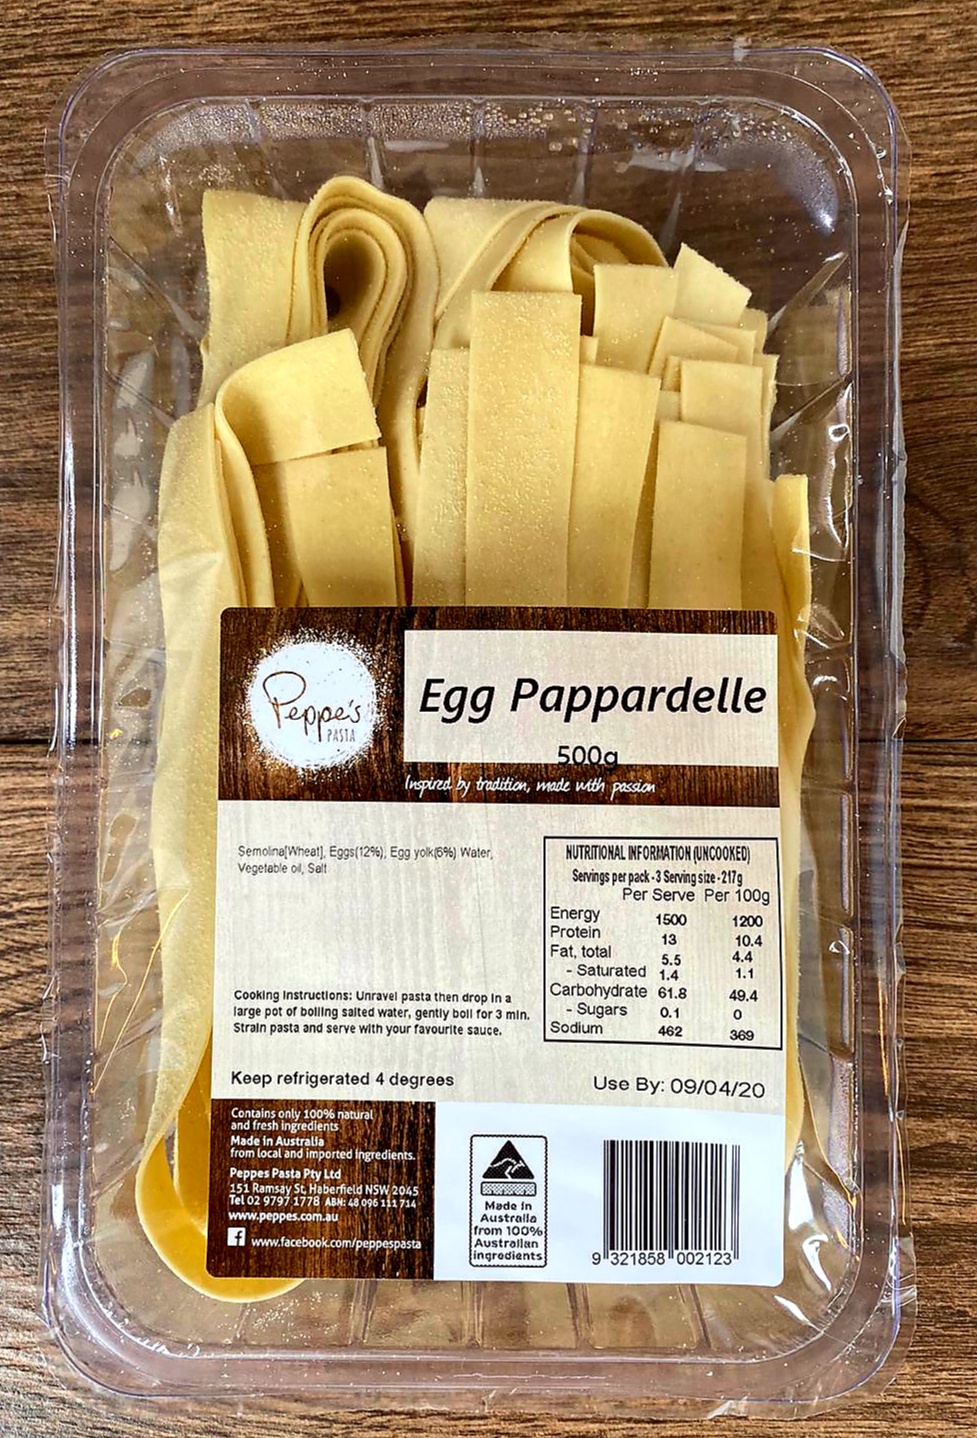 Peppe's
PASTA
Egg Pappardelle
500g
Inspired by tradition, made with passion
Semolina[Wheat], Eggs(12%), Egg yolk(6%) Water,
Vegetable oil, Salt
NUTRITIONAL INFORMATION (UNCOOKED)
Servings per pack - 3 Serving size - 217g
Per Serve Per 100g
Energy 1500 1200
Protein 13 10.4
Fat, total 5.5 4.4
- Saturated 1.4 1.1
Carbohydrate 61.8 49.4
- Sugars 0.1 0
Sodium 462 369
Cooking Instructions: Unravel pasta then drop in a
large pot of boiling salted water, gently boil for 3 min.
Strain pasta and serve with your favourite sauce.
Keep refrigerated 4 degrees
Use By: 09/04/20
Contains only 100% natural
and fresh ingredients
Made in Australia
from local and imported ingredients.
Peppes Pasta Pty Ltd
151 Ramsay St, Haberfield NSW 2045
Tel 02 9797 1778 ABN: 48 096 111 714
www.peppes.com.au
f www.facebook.com/peppespasta
Made in
Australia
from 100%
Australian
ingredients
9 321858 002123